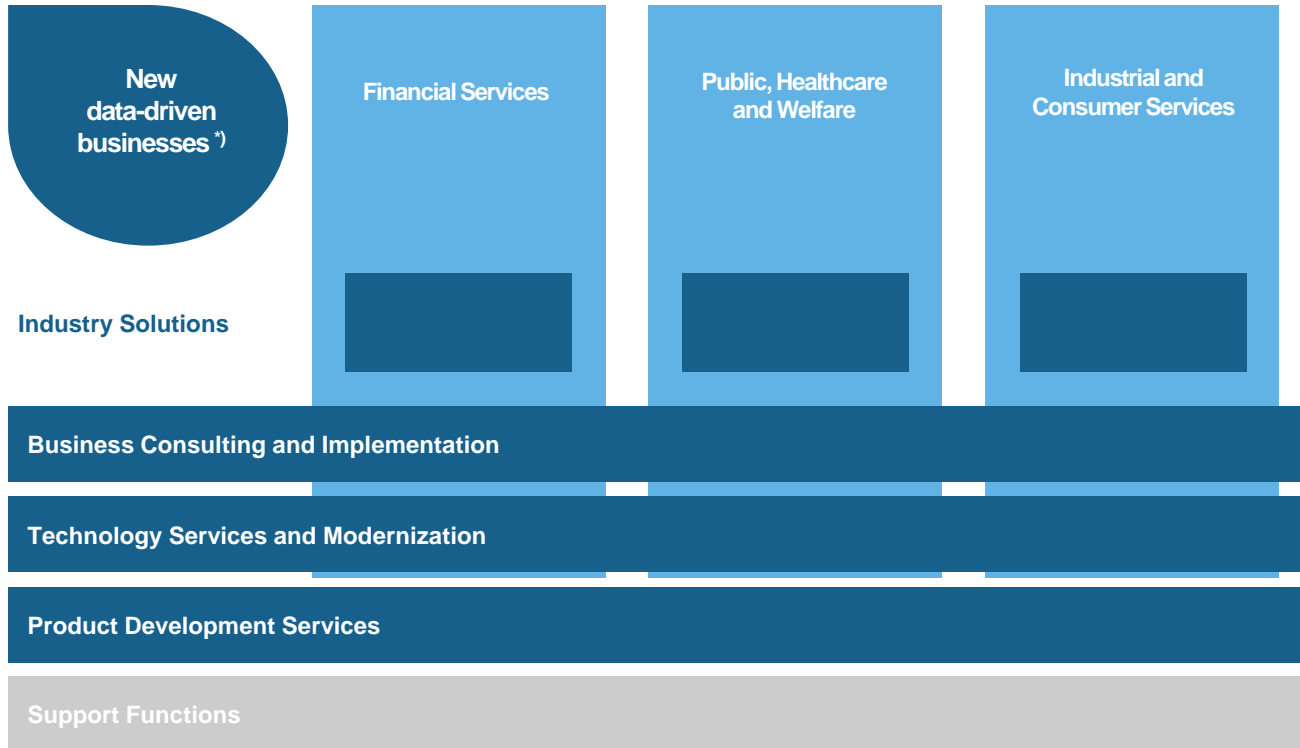 New
data-driven
businesses *)
Financial Services
Public, Healthcare
and Welfare
Industrial and
Consumer Services
Industry Solutions
Business Consulting and Implementation
Technology Services and Modernization
Product Development Services
Support Functions